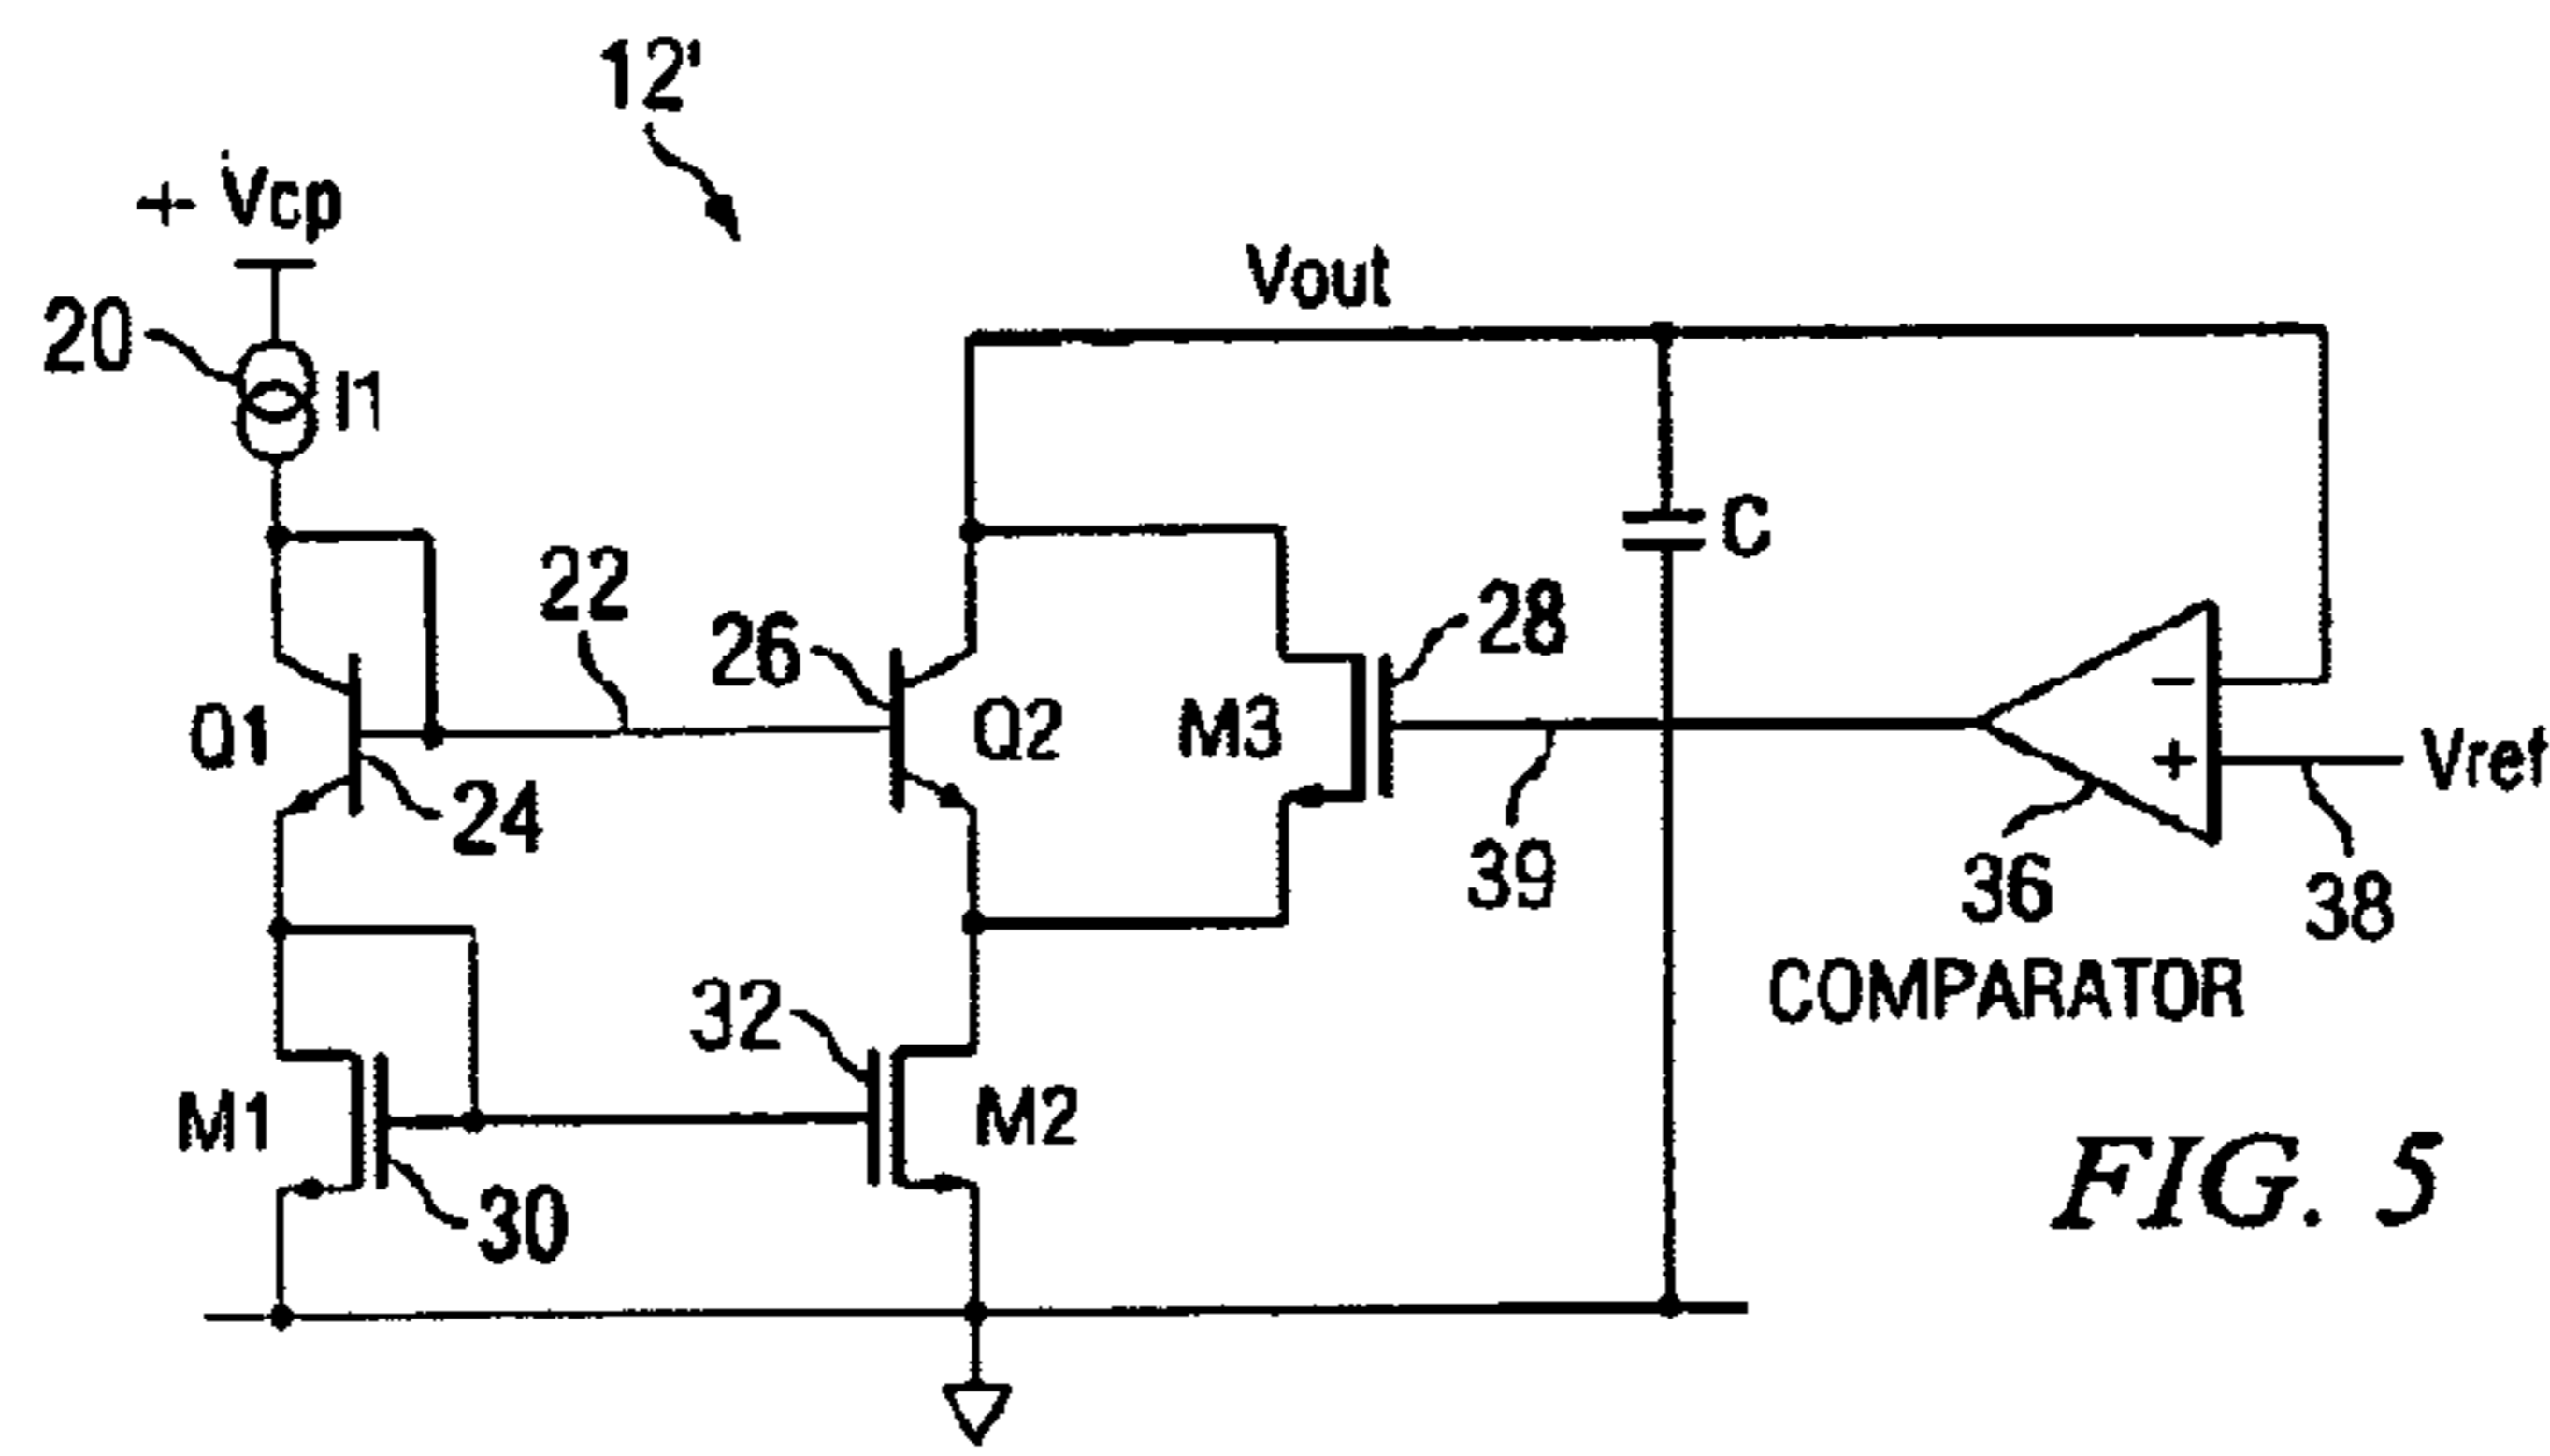 12'
+ Vcp
Vout
20
I1
C
22
26
28
Q1
Q2
M3
- 
+
Vref
24
39
36
38
COMPARATOR
32
M1
M2
30
FIG. 5